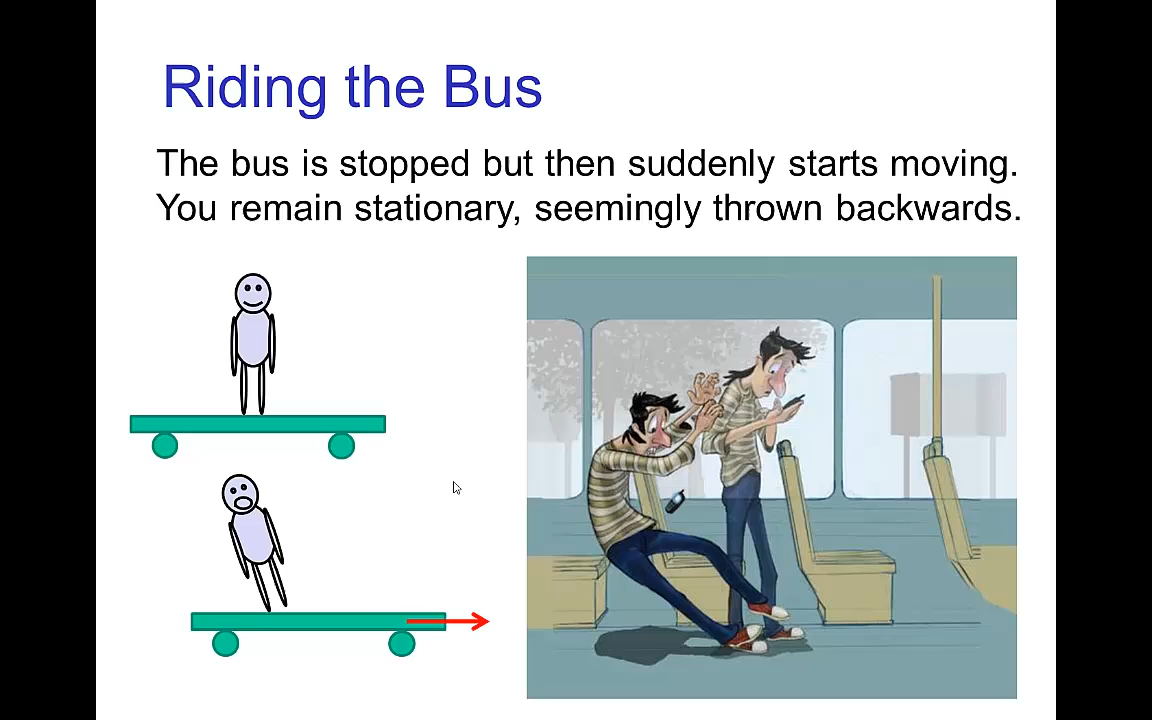 Riding the Bus
The bus is stopped but then suddenly starts moving.
You remain stationary, seemingly thrown backwards.